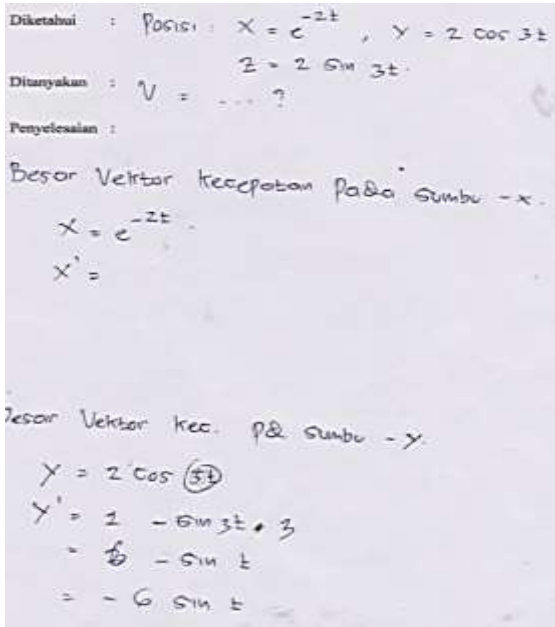 Diketahui : Posisi : x = e^-2t , y = 2 cos 3t
z = 2 sin 3t.
Ditanyakan : V = .... ?
Penyelesaian :
Besar Vektor Kecepatan Pada sumbu -x.
x = e^-2t.
x' =
Besar Vektor kec. pd sumbu - y.
y = 2 cos 3t
y' = 2 - sin 3t . 3
= 6 - sin t
= - 6 sin t